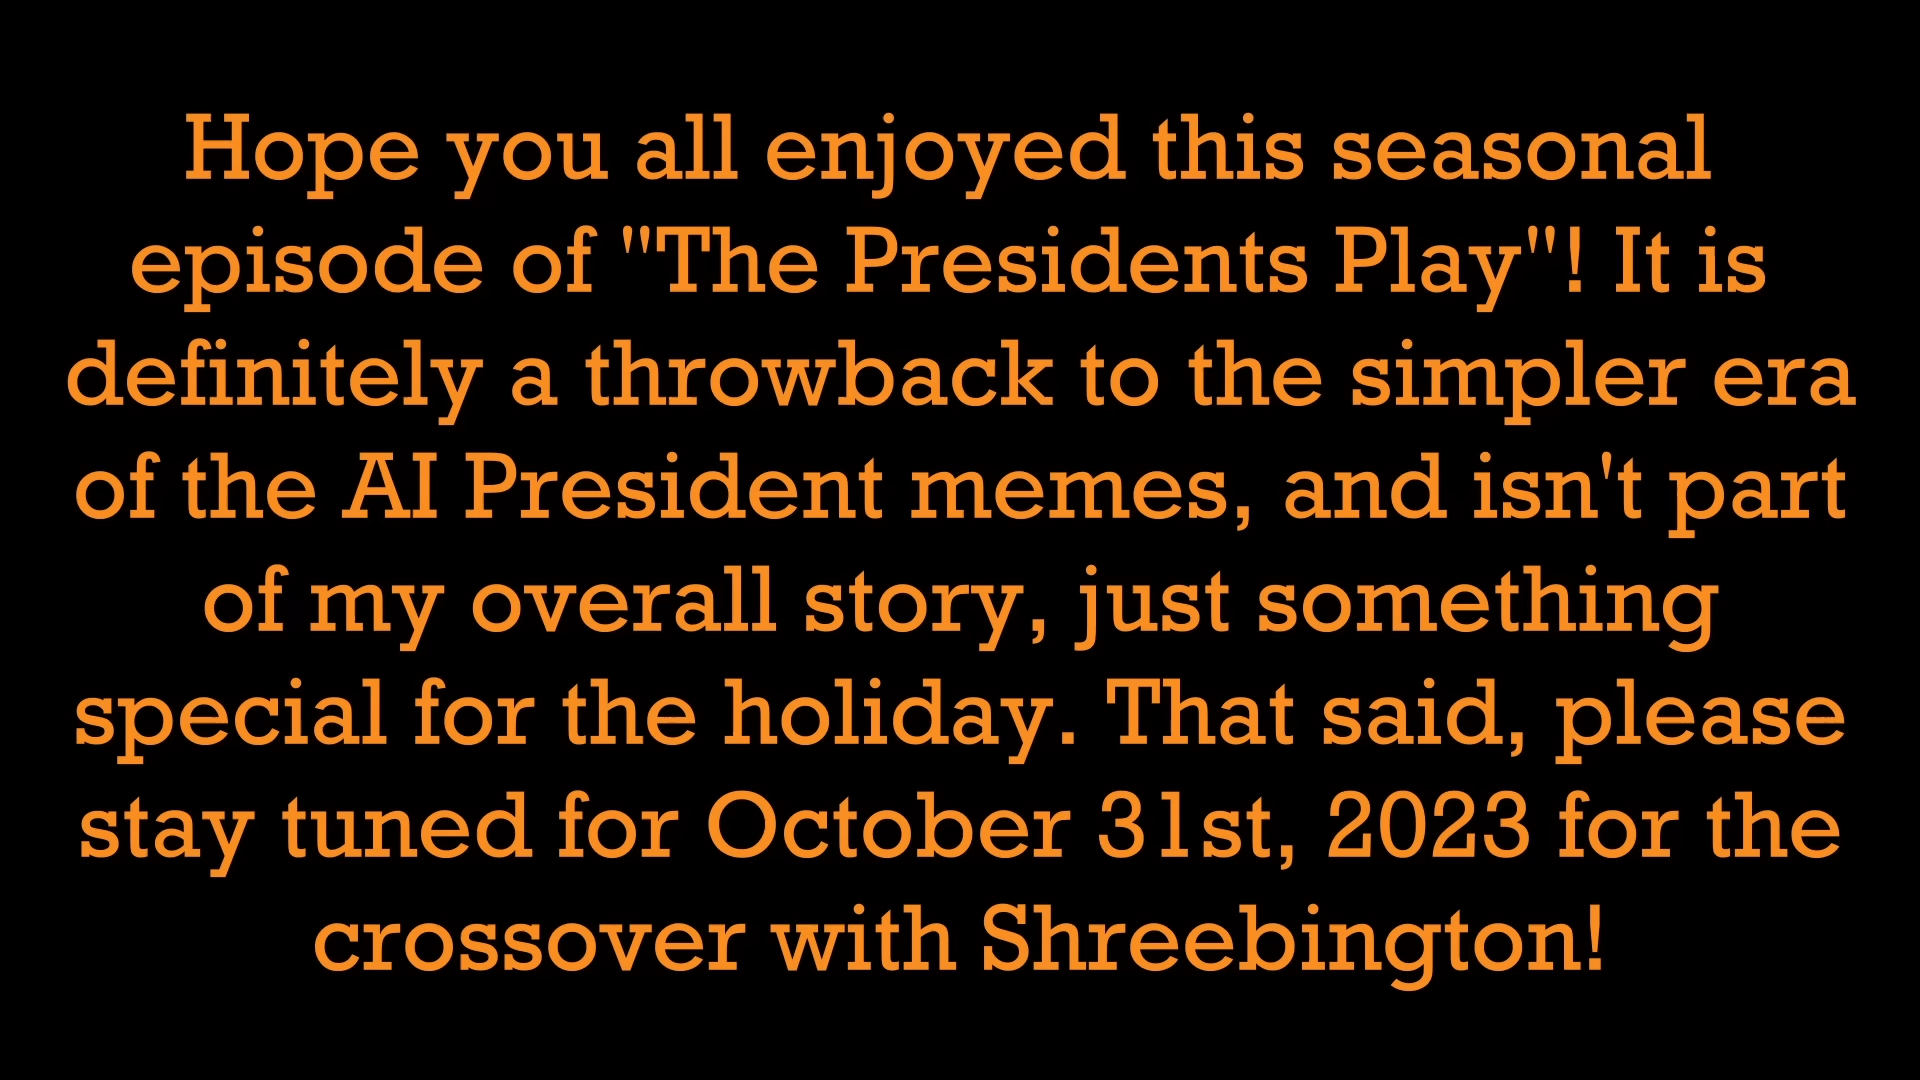 Hope you all enjoyed this seasonal
episode of "The Presidents Play"! It is
definitely a throwback to the simpler era
of the AI President memes, and isn't part
of my overall story, just something
special for the holiday. That said, please
stay tuned for October 31st, 2023 for the
crossover with Shreebington!